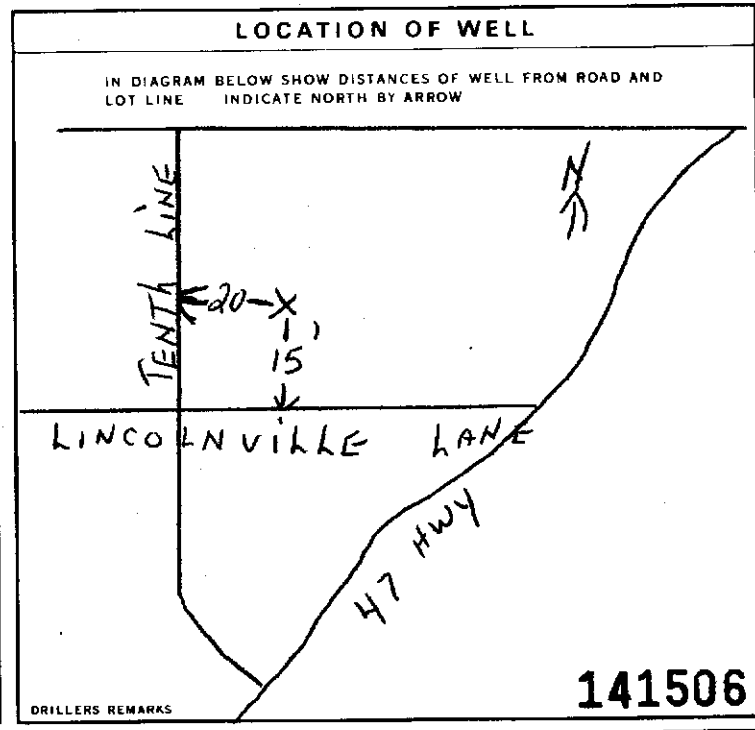 LOCATION OF WELL
IN DIAGRAM BELOW SHOW DISTANCES OF WELL FROM ROAD AND
LOT LINE INDICATE NORTH BY ARROW
N
TENTh LiNE
20 X
15'
LINCOLNViLLE LANE
47 HWY
DRILLERS REMARKS
141506